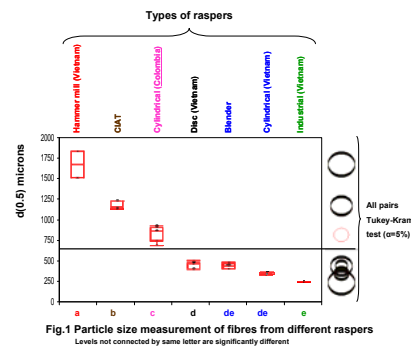 Types of raspers
Hammer mill (Vietnam)
CIAT
Cylindrical (Colombia)
Disc (Vietnam)
Blender
Cylindrical (Vietnam)
Industrial (Vietnam)
d(0.5) microns
2000
1750
1500
1250
1000
750
500
250
0
All pairs
Tukey-Kram
test (α=5%)
a b c d de de e
Fig.1 Particle size measurement of fibres from different raspers
Levels not connected by same letter are significantly different